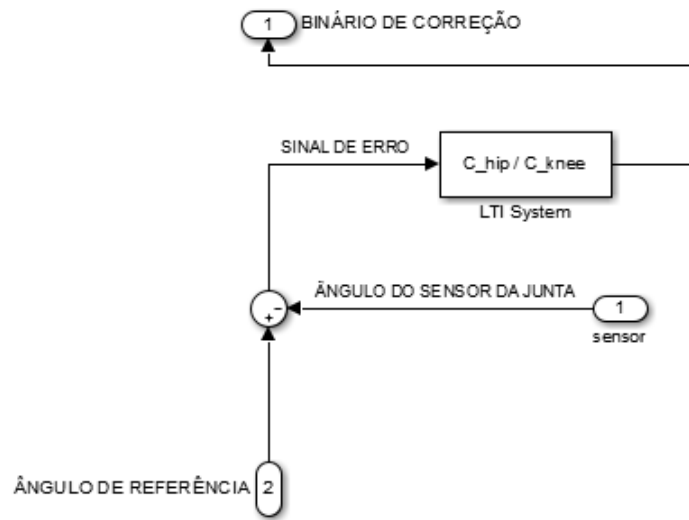 1
BINÁRIO DE CORREÇÃO
SINAL DE ERRO
C_hip / C_knee
LTI System
ÂNGULO DO SENSOR DA JUNTA
1
sensor
ÂNGULO DE REFERÊNCIA
2